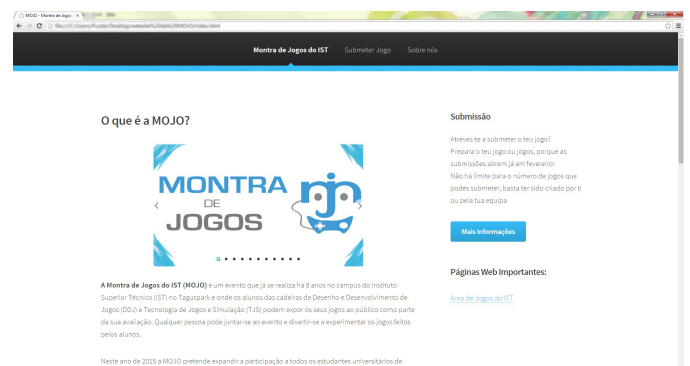 MOJO - Montra de Jogos
Montra de Jogos do IST
Submeter Jogo
Sobre nós
O que é a MOJO?
MONTRA
DE
JOGOS
A Montra de Jogos do IST (MOJO) é um evento que já se realiza há 8 anos no campus do Instituto
Superior Técnico (IST) no Taguspark e onde os alunos das cadeiras de Desenho e Desenvolvimento de
Jogos (DDJ) e Tecnologia de Jogos e Simulação (TJS) podem expor os seus jogos ao público como parte
da sua avaliação. Qualquer pessoa pode juntar-se ao evento e divertir-se a experimentar os jogos feitos
pelos alunos.
Neste ano de 2015 a MOJO pretende expandir a participação a todos os estudantes universitários de
Submissão
Atreves-te a submeter o teu jogo?
Prepara o teu jogo ou jogos, porque as
submissões abrem já em fevereiro!
Não há limite para o número de jogos que
podes submeter, basta ter sido criado por ti
ou pela tua equipa
Mais Informações
Páginas Web Importantes:
Área de Jogos do IST